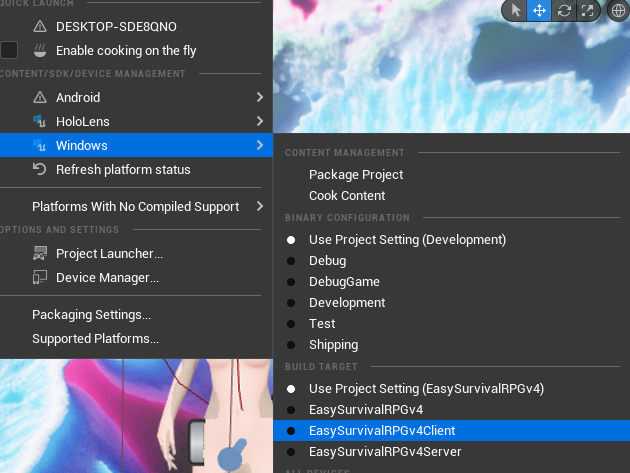 QUICK LAUNCH
DESKTOP-SDE8QNO
Enable cooking on the fly
CONTENT/SDK/DEVICE MANAGEMENT
Android
HoloLens
Windows
Refresh platform status
Platforms With No Compiled Support
OPTIONS AND SETTINGS
Project Launcher...
Device Manager...
Packaging Settings...
Supported Platforms...
CONTENT MANAGEMENT
Package Project
Cook Content
BINARY CONFIGURATION
Use Project Setting (Development)
Debug
DebugGame
Development
Test
Shipping
BUILD TARGET
Use Project Setting (EasySurvivalRPGv4)
EasySurvivalRPGv4
EasySurvivalRPGv4Client
EasySurvivalRPGv4Server
ALL DEVICES